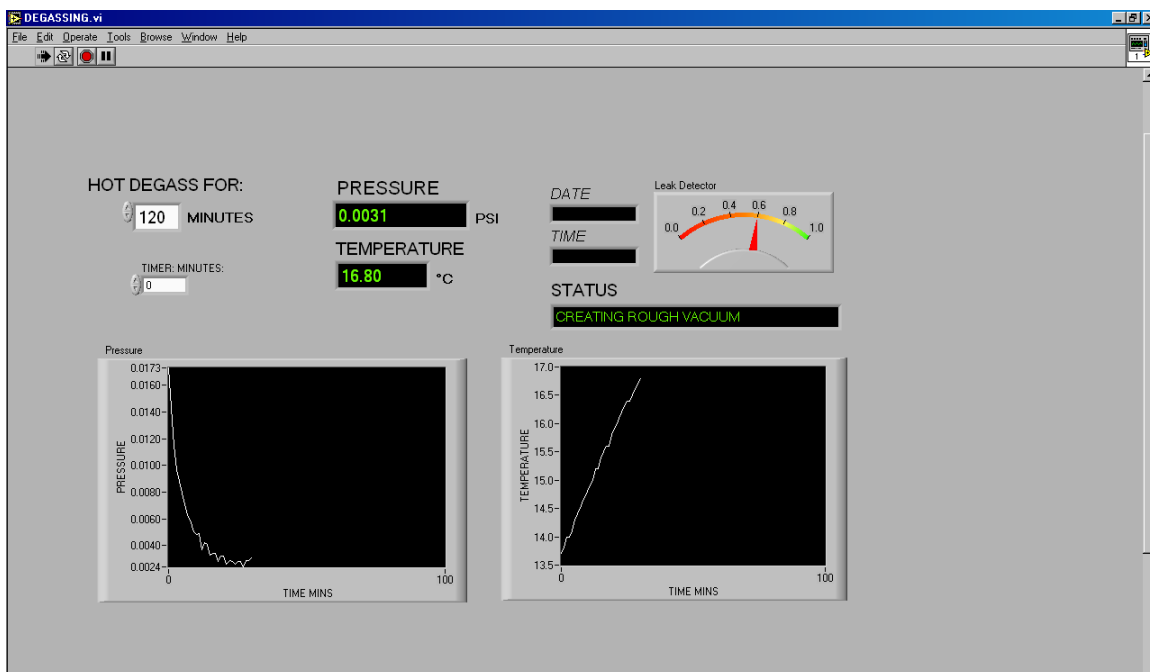 DEGASSING.vi
File Edit Operate Tools Browse Window Help
1
HOT DEGASS FOR:
120 MINUTES
TIMER: MINUTES:
0
PRESSURE
0.0031 PSI
TEMPERATURE
16.80 °C
DATE
TIME
Leak Detector
0.0 0.2 0.4 0.6 0.8 1.0
STATUS
CREATING ROUGH VACUUM
Pressure
0.0173
0.0160
0.0140
0.0120
0.0100
0.0080
0.0060
0.0040
0.0024
PRESSURE
0 100
TIME MINS
Temperature
17.0
16.5
16.0
15.5
15.0
14.5
14.0
13.5
TEMPERATURE
0 100
TIME MINS